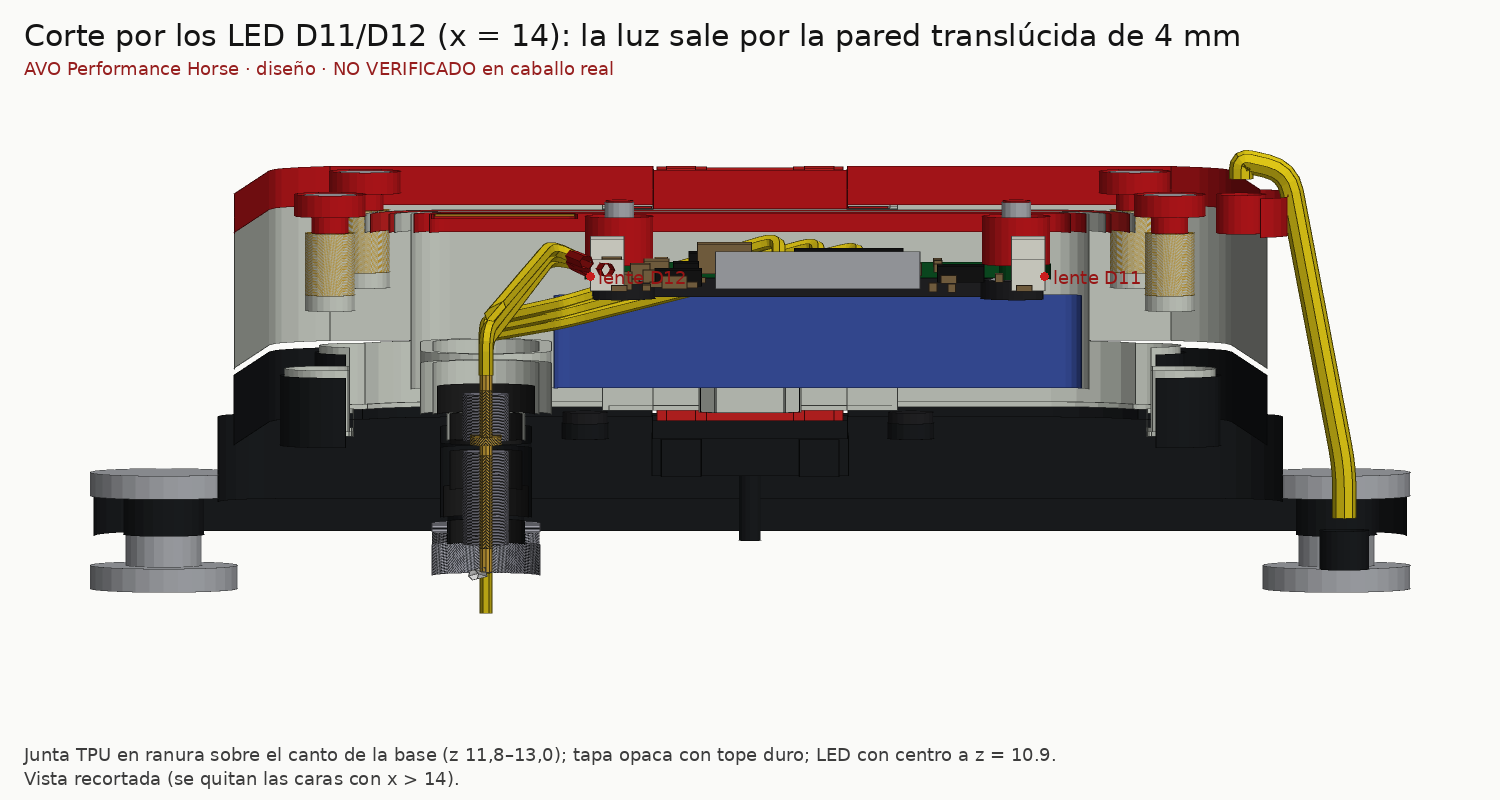 Corte por los LED D11/D12 (x = 14): la luz sale por la pared translúcida de 4 mm
AVO Performance Horse · diseño · NO VERIFICADO en caballo real
lente D12
lente D11
Junta TPU en ranura sobre el canto de la base (z 11,8–13,0); tapa opaca con tope duro; LED con centro a z = 10.9.
Vista recortada (se quitan las caras con x > 14).